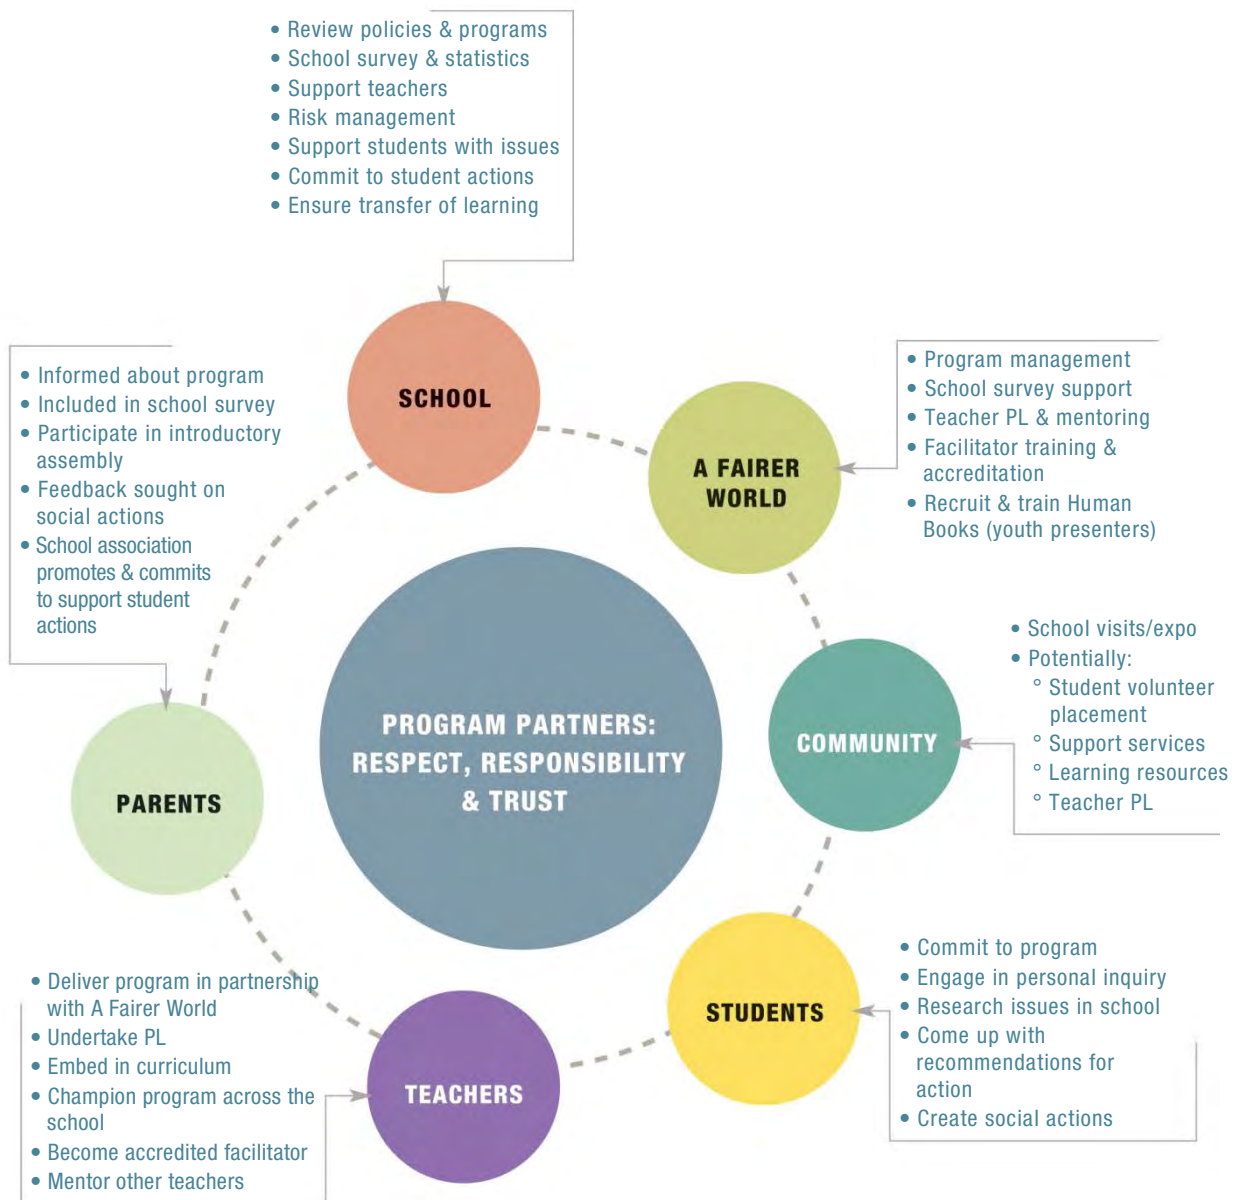 • Review policies & programs
• School survey & statistics
• Support teachers
• Risk management
• Support students with issues
• Commit to student actions
• Ensure transfer of learning
SCHOOL
• Program management
• School survey support
• Teacher PL & mentoring
• Facilitator training &
accreditation
• Recruit & train Human
Books (youth presenters)
A FAIRER
WORLD
• Informed about program
• Included in school survey
• Participate in introductory
assembly
• Feedback sought on
social actions
• School association
promotes & commits
to support student
actions
PARENTS
PROGRAM PARTNERS:
RESPECT, RESPONSIBILITY
& TRUST
• School visits/expo
• Potentially:
° Student volunteer
placement
° Support services
° Learning resources
° Teacher PL
COMMUNITY
• Commit to program
• Engage in personal inquiry
• Research issues in school
• Come up with
recommendations for
action
• Create social actions
STUDENTS
• Deliver program in partnership
with A Fairer World
• Undertake PL
• Embed in curriculum
• Champion program across the
school
• Become accredited facilitator
• Mentor other teachers
TEACHERS